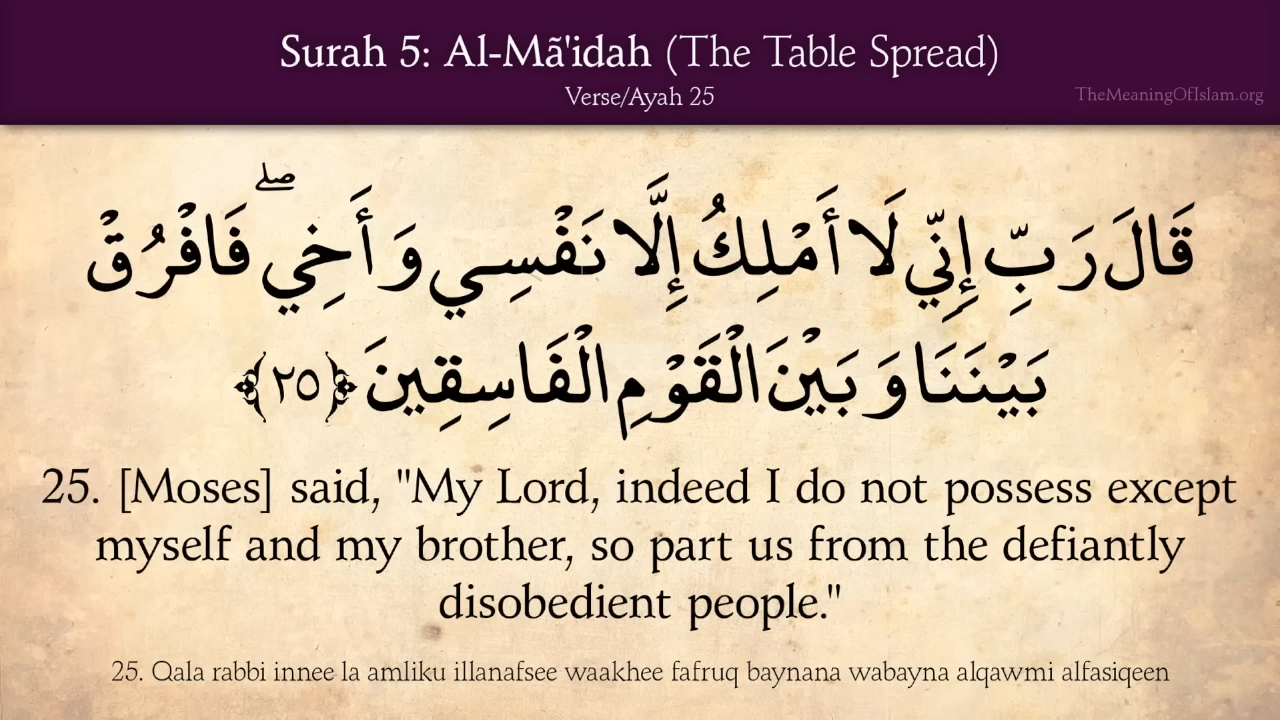 Surah 5: Al-Mã'idah (The Table Spread)
Verse/Ayah 25
TheMeaningOfIslam.org
قَالَ رَبِّ إِنِّي لَا أَمْلِكُ إِلَّا نَفْسِي وَأَخِي ۖ فَافْرُقْ
بَيْنَنَا وَبَيْنَ الْقَوْمِ الْفَاسِقِينَ ﴿٢٥﴾
25. [Moses] said, "My Lord, indeed I do not possess except
myself and my brother, so part us from the defiantly
disobedient people."
25. Qala rabbi innee la amliku illanafsee waakhee fafruq baynana wabayna alqawmi alfasiqeen